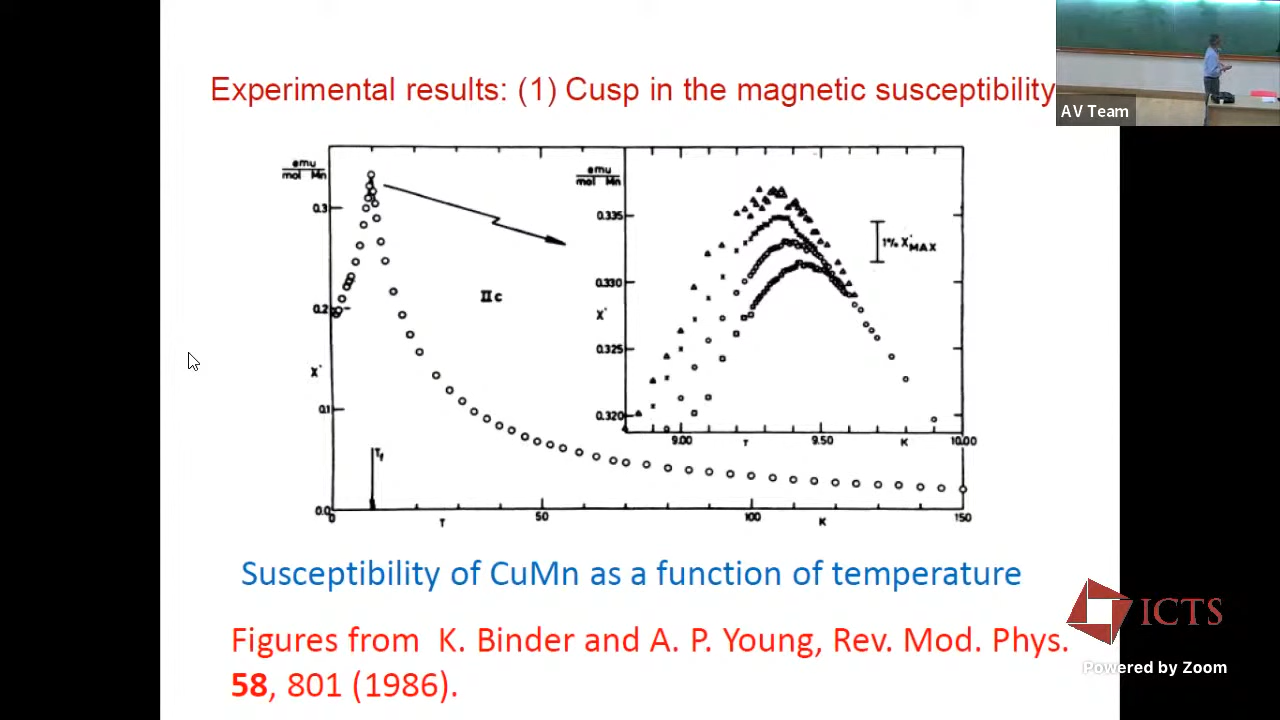 Experimental results: (1) Cusp in the magnetic susceptibility
AV Team
emu
mol Mn
0.3
0.2
χ'
0.1
0.0
0
T
50
100
K
150
T_f
IIc
emu
mol Mn
0.335
0.330
χ'
0.325
0.320
9.00
T
9.50
K
10.00
1% χ'MAX
Susceptibility of CuMn as a function of temperature
Figures from K. Binder and A. P. Young, Rev. Mod. Phys.
58, 801 (1986).
ICTS
Powered by Zoom